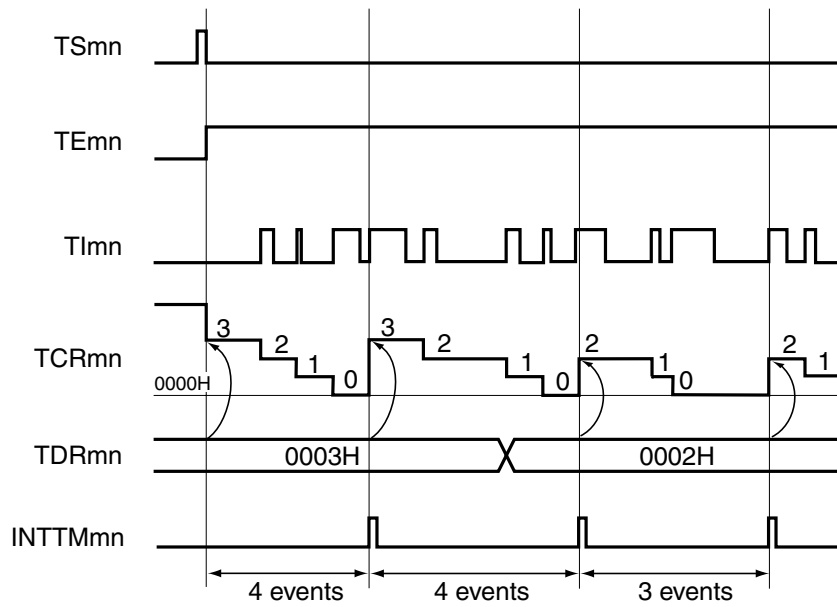 TSmn
TEmn
TImn
TCRmn
3
2
1
0
3
2
1
0
2
1
0
2
1
0000H
TDRmn
0003H
0002H
INTTMmn
4 events
4 events
3 events